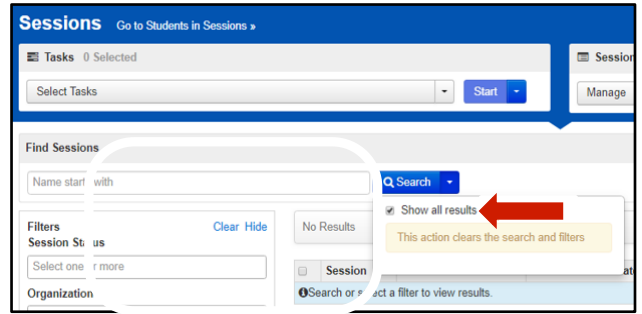 Sessions Go to Students in Sessions »
Tasks 0 Selected
Session
Select Tasks
Start
Manage
Find Sessions
Name start with
Search
Show all results
This action clears the search and filters
Filters Clear Hide
No Results
Session Status
Select one or more
Session
Organization
Search or select a filter to view results.